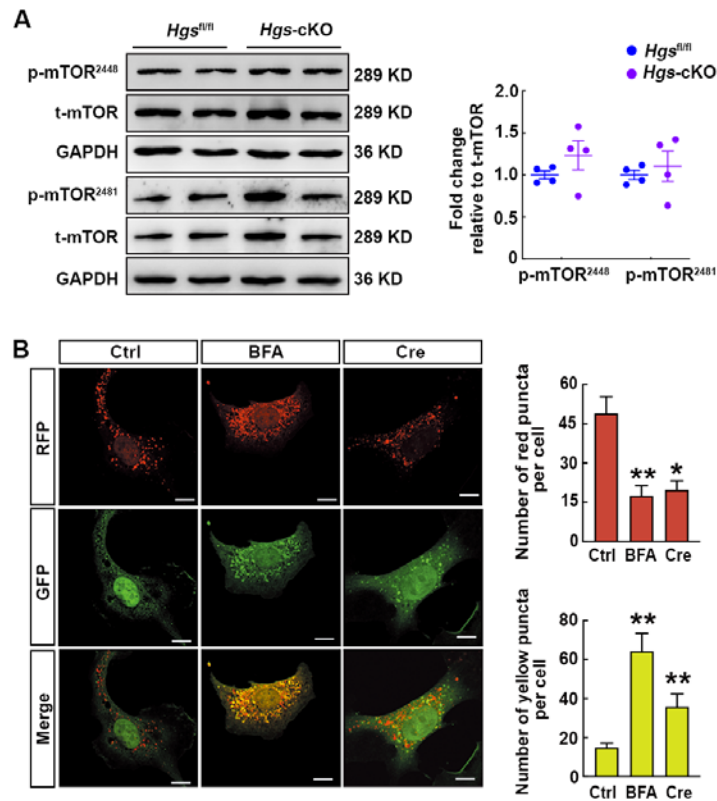 A
Hgsfl/fl Hgs-cKO
p-mTOR2448 289 KD
t-mTOR 289 KD
GAPDH 36 KD
p-mTOR2481 289 KD
t-mTOR 289 KD
GAPDH 36 KD
Hgsfl/fl
Hgs-cKO
Fold change
relative to t-mTOR
2.0
1.5
1.0
0.5
0
p-mTOR2448 p-mTOR2481
B
Ctrl BFA Cre
RFP
GFP
Merge
Number of red puncta
per cell
60
45
30
15
0
** *
Ctrl BFA Cre
Number of yellow puncta
per cell
80
60
40
20
0
** **
Ctrl BFA Cre